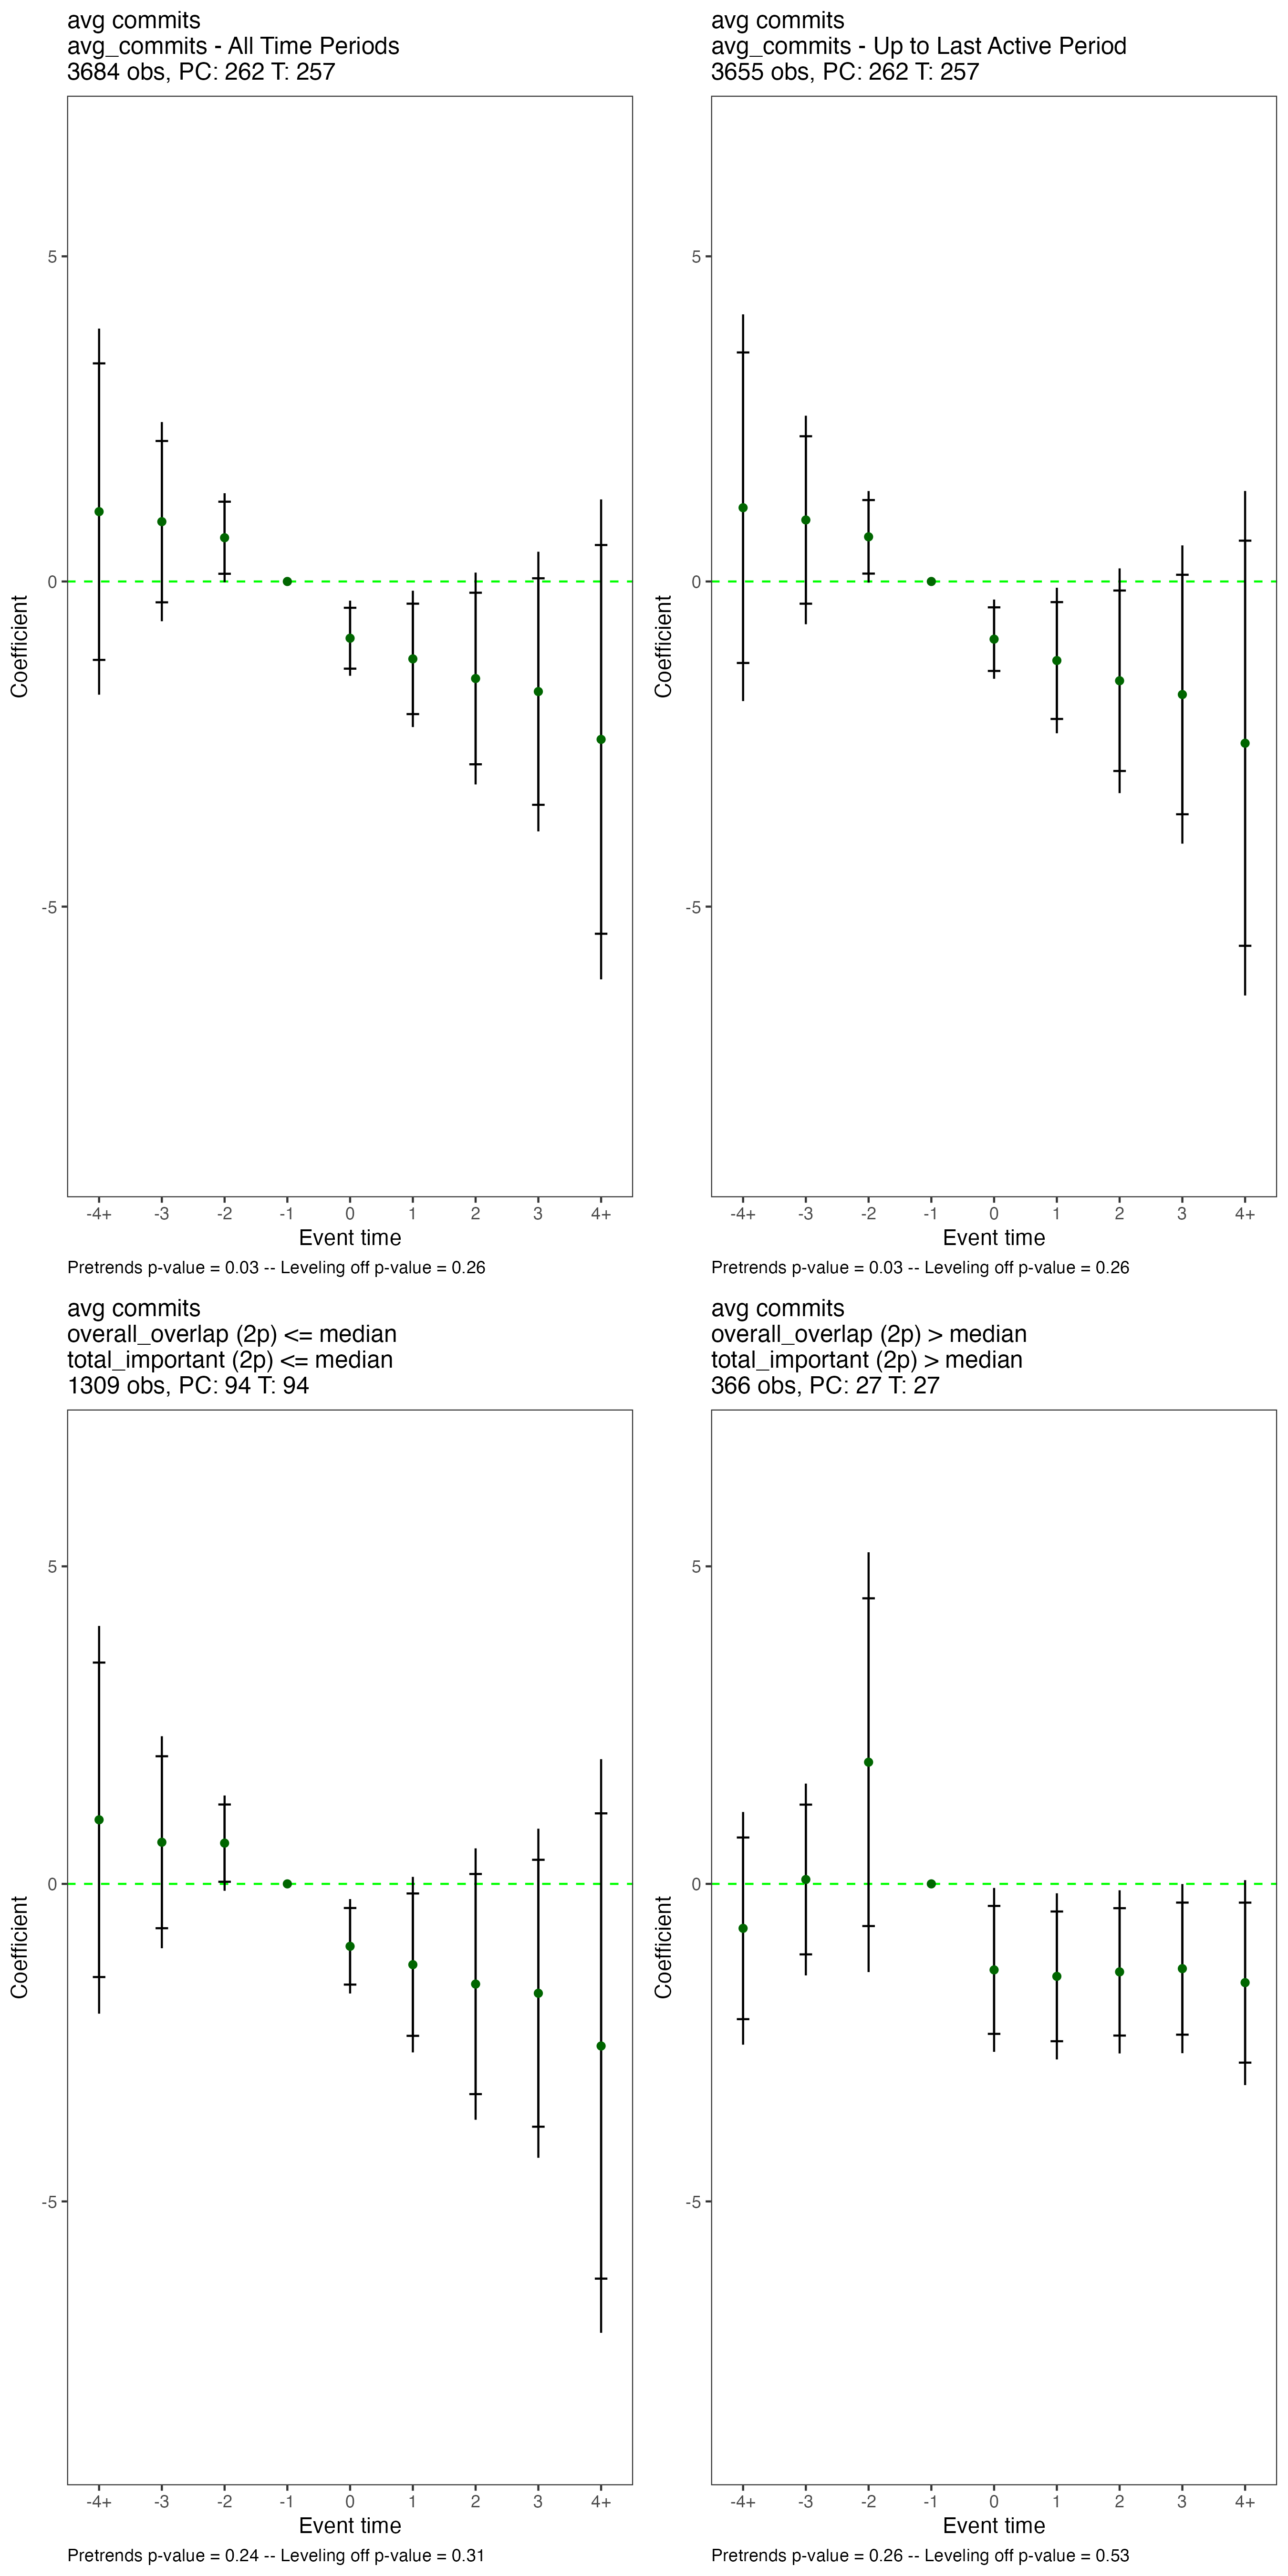 avg commits
avg_commits - All Time Periods
3684 obs, PC: 262 T: 257
5
0
-5
Coefficient
-4+ -3 -2 -1 0 1 2 3 4+
Event time
Pretrends p-value = 0.03 -- Leveling off p-value = 0.26
avg commits
avg_commits - Up to Last Active Period
3655 obs, PC: 262 T: 257
5
0
-5
Coefficient
-4+ -3 -2 -1 0 1 2 3 4+
Event time
Pretrends p-value = 0.03 -- Leveling off p-value = 0.26
avg commits
overall_overlap (2p) <= median
total_important (2p) <= median
1309 obs, PC: 94 T: 94
5
0
-5
Coefficient
-4+ -3 -2 -1 0 1 2 3 4+
Event time
Pretrends p-value = 0.24 -- Leveling off p-value = 0.31
avg commits
overall_overlap (2p) > median
total_important (2p) > median
366 obs, PC: 27 T: 27
5
0
-5
Coefficient
-4+ -3 -2 -1 0 1 2 3 4+
Event time
Pretrends p-value = 0.26 -- Leveling off p-value = 0.53